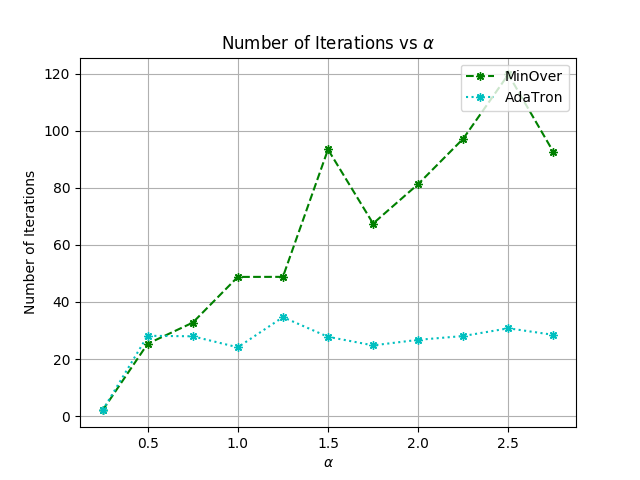 Number of Iterations vs α
120
100
80
60
40
20
0
Number of Iterations
MinOver
AdaTron
0.5 1.0 1.5 2.0 2.5
α